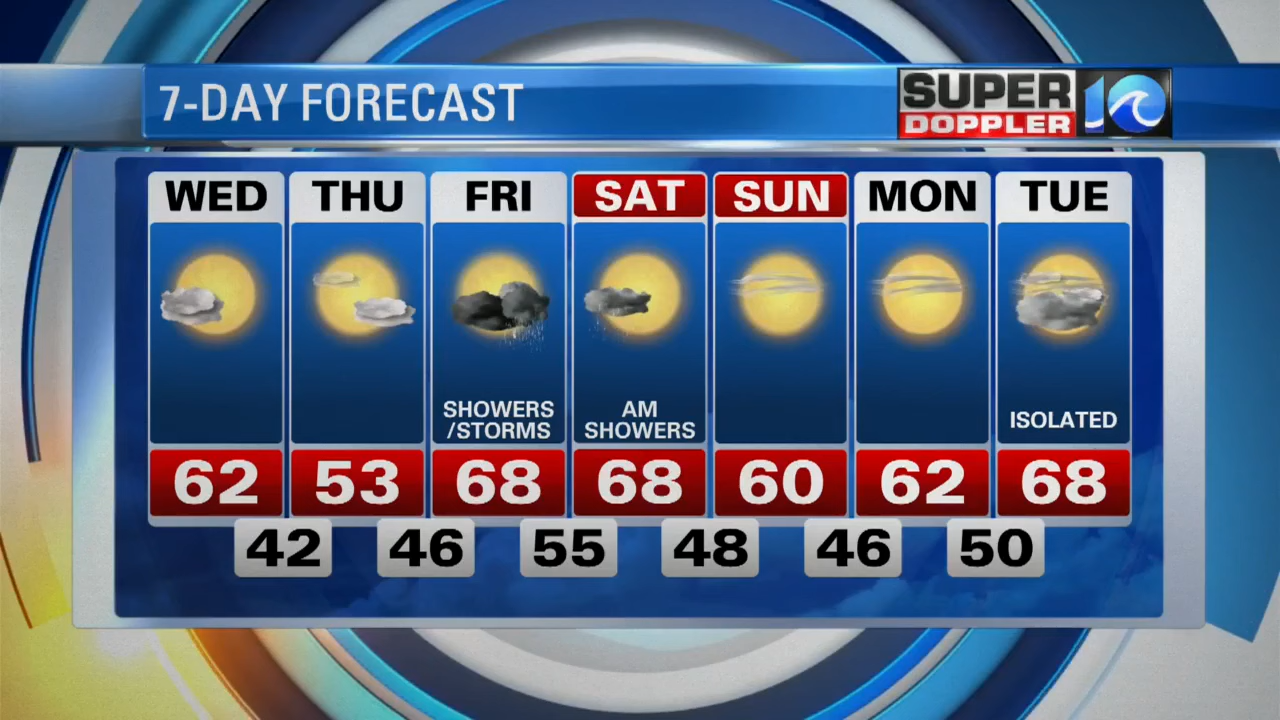 7-DAY FORECAST
SUPER
DOPPLER 10
WED THU FRI SAT SUN MON TUE
SHOWERS
/STORMS
AM
SHOWERS
ISOLATED
62 53 68 68 60 62 68
42 46 55 48 46 50